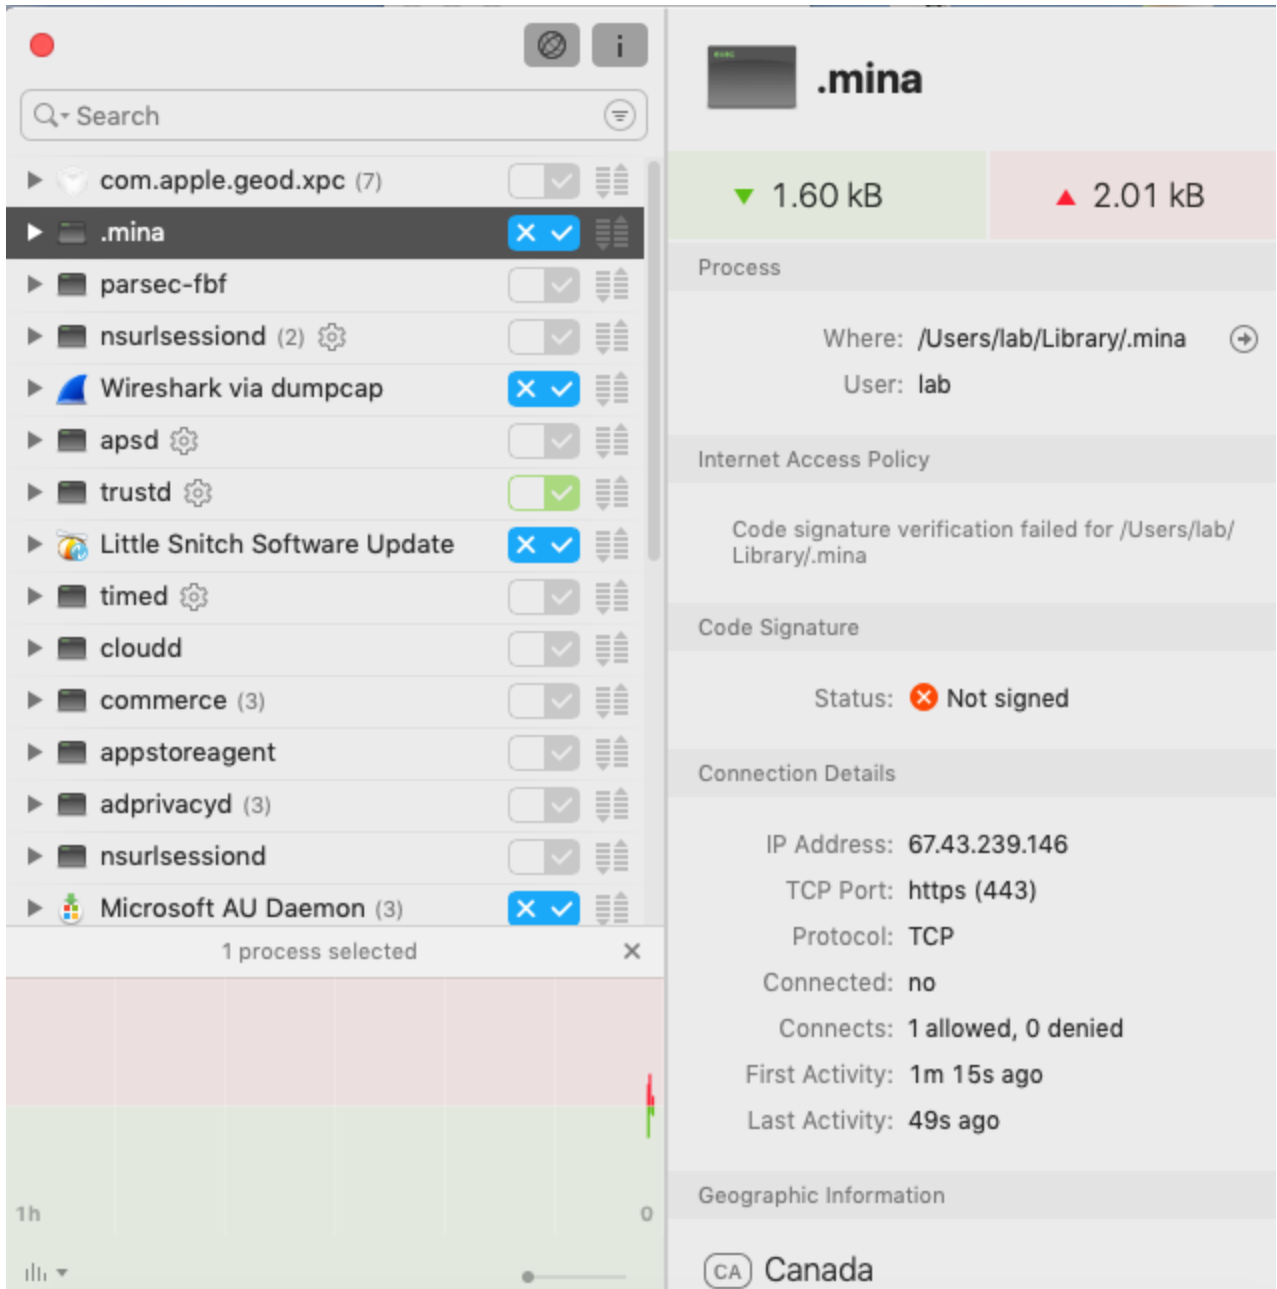 Search
com.apple.geod.xpc (7)
.mina
parsec-fbf
nsurlsessiond (2)
Wireshark via dumpcap
apsd
trustd
Little Snitch Software Update
timed
cloudd
commerce (3)
appstoreagent
adprivacyd (3)
nsurlsessiond
Microsoft AU Daemon (3)
1 process selected
1h
0
exec
.mina
1.60 kB
2.01 kB
Process
Where: /Users/lab/Library/.mina
User: lab
Internet Access Policy
Code signature verification failed for /Users/lab/
Library/.mina
Code Signature
Status: Not signed
Connection Details
IP Address: 67.43.239.146
TCP Port: https (443)
Protocol: TCP
Connected: no
Connects: 1 allowed, 0 denied
First Activity: 1m 15s ago
Last Activity: 49s ago
Geographic Information
CA Canada